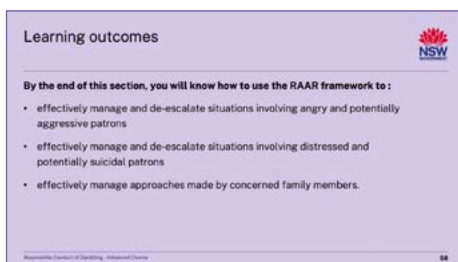 Learning outcomes
NSW
GOVERNMENT
By the end of this section, you will know how to use the RAAR framework to :
• effectively manage and de-escalate situations involving angry and potentially
aggressive patrons
• effectively manage and de-escalate situations involving distressed and
potentially suicidal patrons
• effectively manage approaches made by concerned family members.
Responsible Conduct of Gambling - Advanced Course